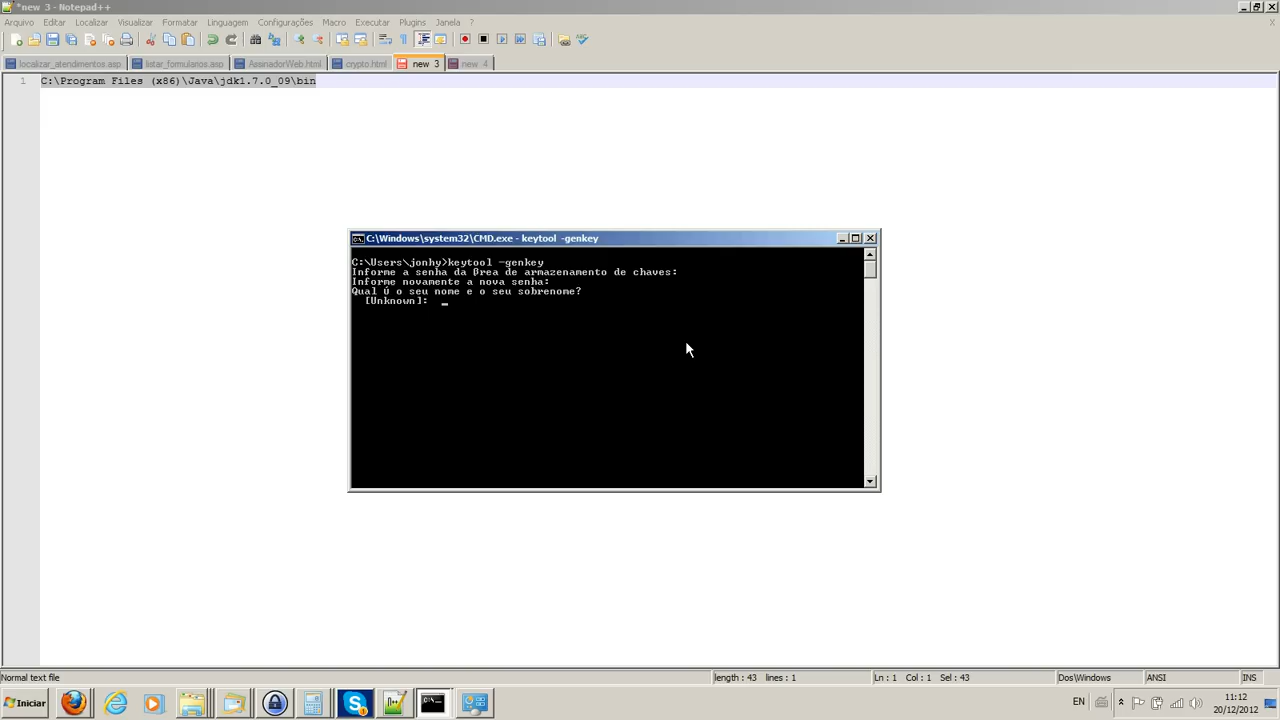 *new 3 - Notepad++
Arquivo Editar Localizar Visualizar Formatar Linguagem Configurações Macro Executar Plugins Janela ?
X
localizar_atendimentos.asp listar_formularios.asp AssinadorWeb.html crypto.html new 3 new 4
1 C:\Program Files (x86)\Java\jdk1.7.0_09\bin
C:\Windows\system32\CMD.exe - keytool -genkey
C:\Users\jonhy>keytool -genkey
Informe a senha da βrea de armazenamento de chaves:
Informe novamente a nova senha:
Qual Ú o seu nome e o seu sobrenome?
[Unknown]: _
Normal text file length : 43 lines : 1 Ln : 1 Col : 1 Sel : 43 Dos\Windows ANSI INS
Iniciar
EN
11:12
20/12/2012